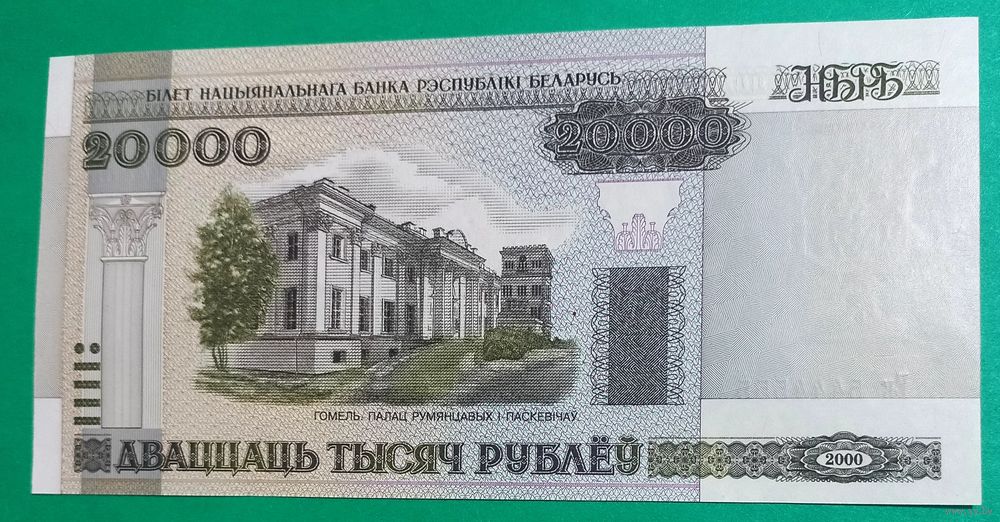 БІЛЕТ НАЦЫЯНАЛЬНАГА БАНКА РЭСПУБЛІКІ БЕЛАРУСЬ
НБРБ
20000
20000
ГОМЕЛЬ. ПАЛАЦ РУМЯНЦАВЫХ І ПАСКЕВІЧАЎ.
ДВАЦЦАЦЬ ТЫСЯЧ РУБЛЁЎ
2000